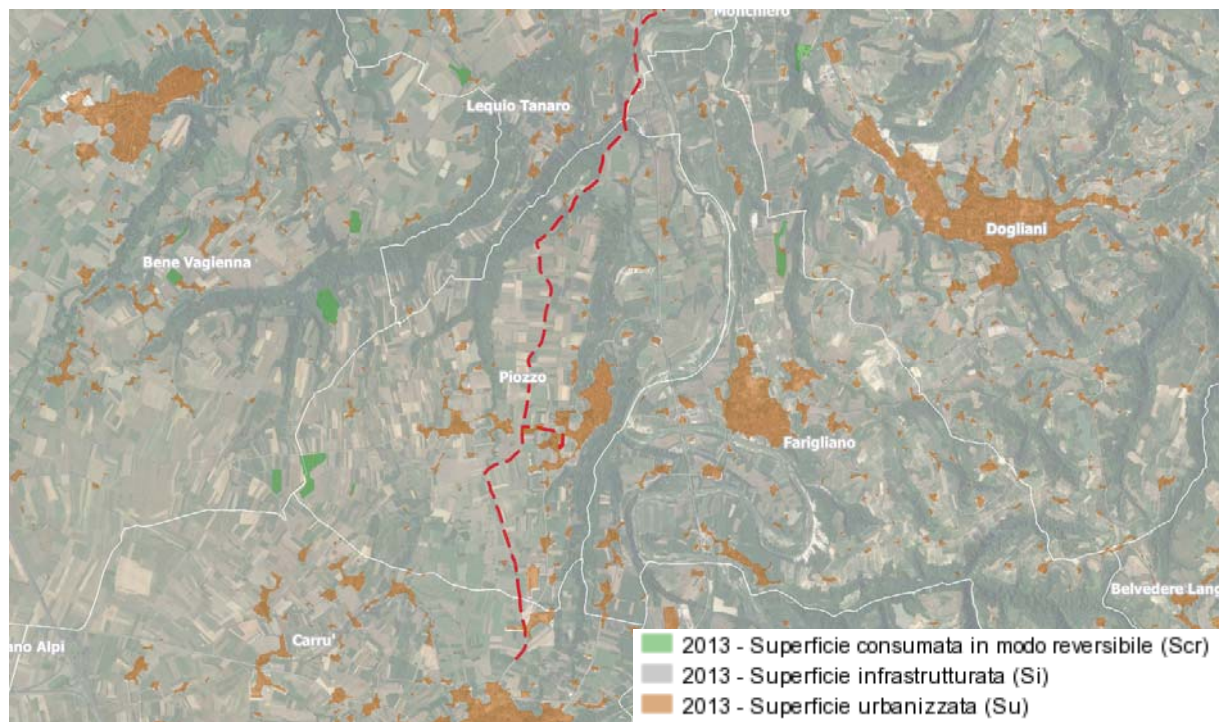 Monchiero
Lequio Tanaro
Dogliani
Bene Vagienna
Piozzo
Farigliano
Belvedere Lang
Carru'
ano Alpi
2013 - Superficie consumata in modo reversibile (Scr)
2013 - Superficie infrastrutturata (Si)
2013 - Superficie urbanizzata (Su)